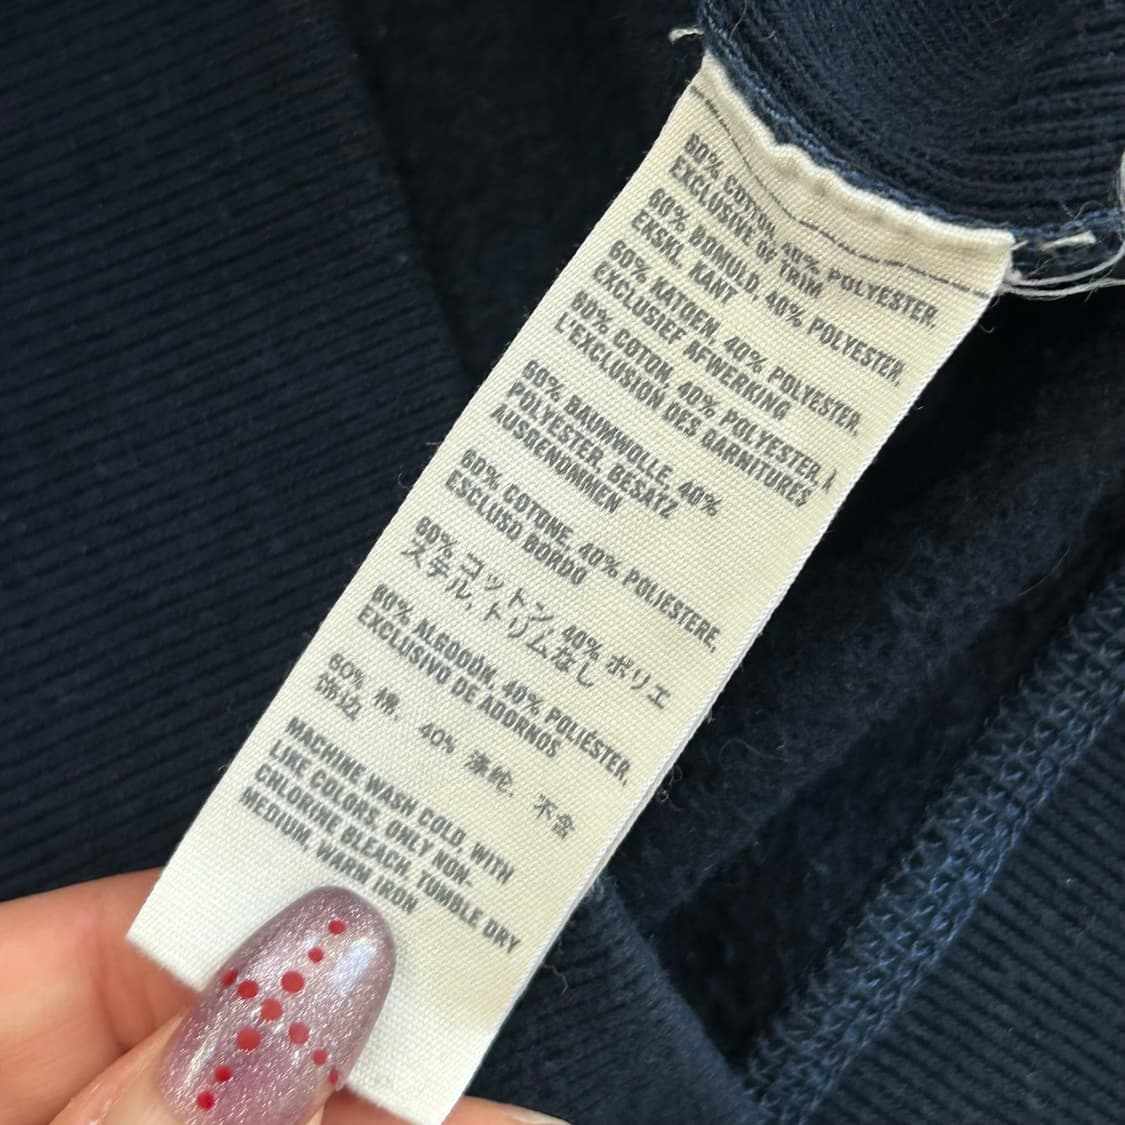 60% COTTON, 40% POLYESTER.
EXCLUSIVE OF TRIM
60% BOMULD, 40% POLYESTER.
EKSKL. KANT
60% KATOEN, 40% POLYESTER.
EXCLUSIEF AFWERKING
60% COTON, 40% POLYESTER, À
L'EXCLUSION DES GARNITURES
60% BAUMWOLLE, 40%
POLYESTER. BESATZ
AUSGENOMMEN
60% COTONE, 40% POLIESTERE.
ESCLUSO BORDO
60% コットン, 40% ポリエ
ステル, トリムなし
60% ALGODÓN, 40% POLIÉSTER.
EXCLUSIVO DE ADORNOS
60% 棉, 40% 涤纶, 不含
饰边
MACHINE WASH COLD, WITH
LIKE COLORS. ONLY NON-
CHLORINE BLEACH. TUMBLE DRY
MEDIUM. WARM IRON